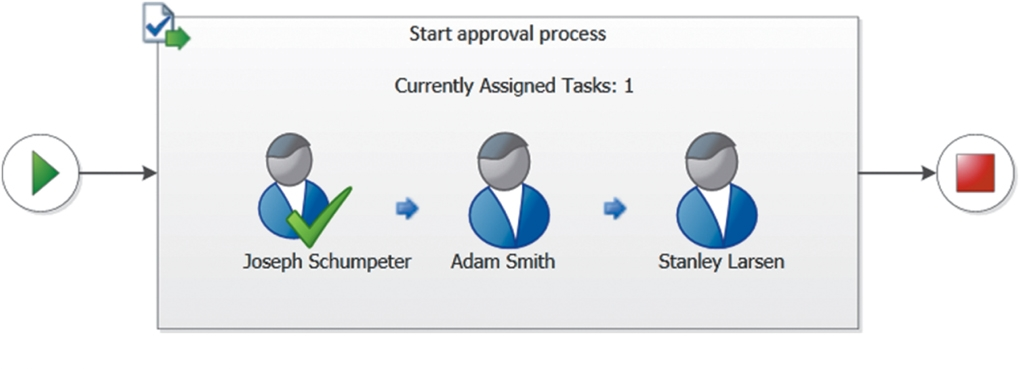 Start approval process
Currently Assigned Tasks: 1
Joseph Schumpeter Adam Smith Stanley Larsen